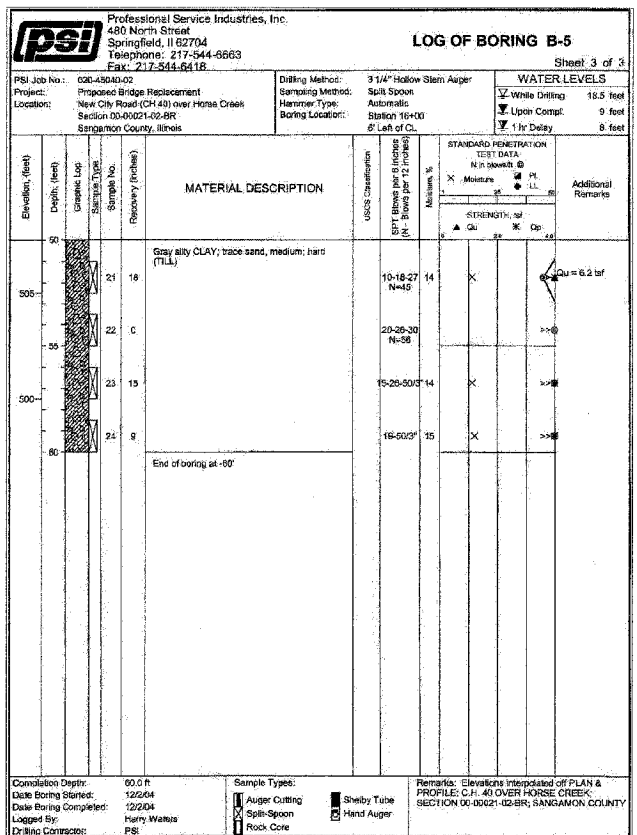 psi
Professional Service Industries, Inc.
480 North Street
Springfield, Il 62704
Telephone: 217-544-6663
Fax: 217-544-6418
LOG OF BORING B-5
Sheet 3 of 3
PSI Job No.: 020-45040-02
Project: Proposed Bridge Replacement
Location: New City Road (CH 40) over Horse Creek
Section 00-00021-02-BR
Sangamon County, Illinois
Drilling Method: 3 1/4" Hollow Stem Auger
Sampling Method: Split Spoon
Hammer Type: Automatic
Boring Location: Station 16+00
6' Left of CL
WATER LEVELS
While Drilling 18.5 feet
Upon Compl. 9 feet
1 hr Delay 8 feet
Elevation, (feet)
Depth, (feet)
Graphic Log
Sample Type
Sample No.
Recovery (inches)
MATERIAL DESCRIPTION
USCS Classification
SPT Blows per 6 inches
(N - Blows per 12 inches)
Moisture, %
STANDARD PENETRATION
TEST DATA
N in blows/ft
X Moisture PL
LL
25 50
STRENGTH, tsf
Qu Qp
0 2.0 4.0
Additional
Remarks
50
Gray silty CLAY; trace sand, medium; hard
(TILL)
21 18 10-18-27 14 Qu = 6.2 tsf
N=45
505
22 20-26-30 >>
N=56
55
23 15 15-26-50/3" 14 >>
500
24 9 19-50/3" 15 >>
60
End of boring at -60'
Completion Depth: 60.0 ft
Date Boring Started: 12/2/04
Date Boring Completed: 12/2/04
Logged By: Harry Waters
Drilling Contractor: PSI
Sample Types:
Auger Cutting
Split-Spoon
Rock Core
Shelby Tube
Hand Auger
Remarks: Elevations interpolated off PLAN &
PROFILE: C.H. 40 OVER HORSE CREEK;
SECTION 00-00021-02-BR; SANGAMON COUNTY